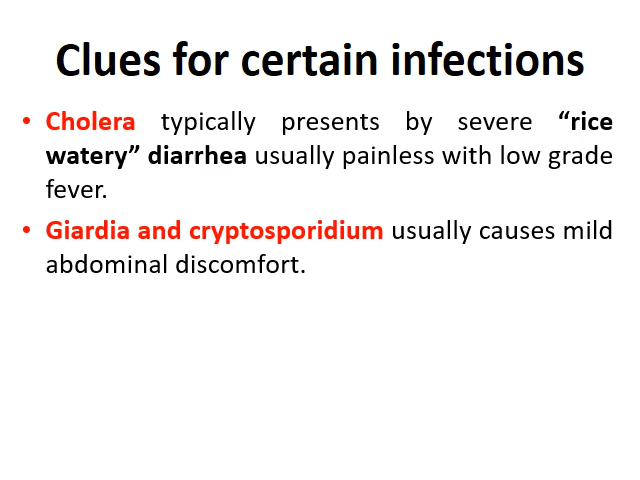 Clues for certain infections
• Cholera typically presents by severe “rice
watery” diarrhea usually painless with low grade
fever.
• Giardia and cryptosporidium usually causes mild
abdominal discomfort.